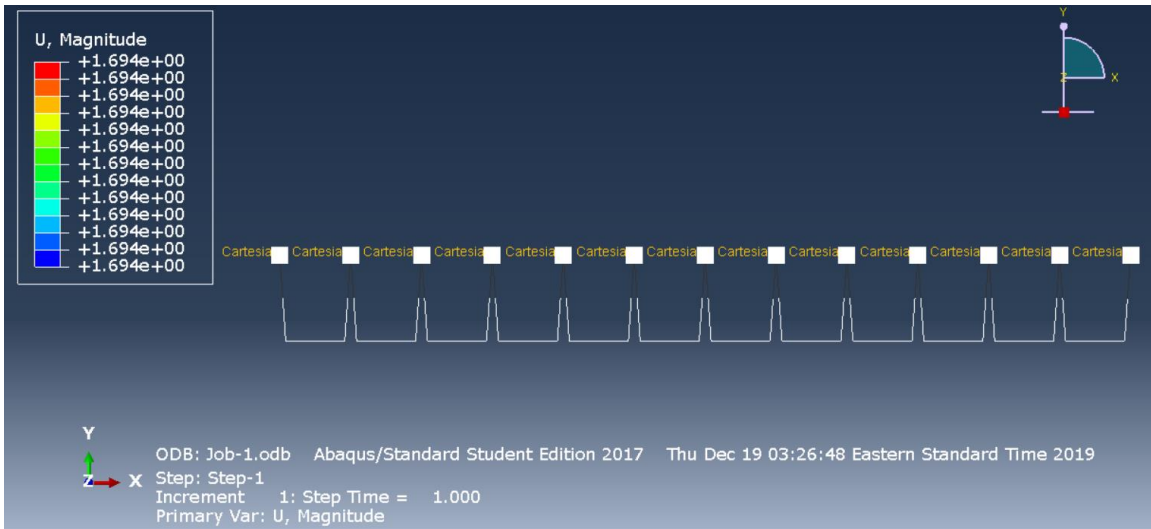 U, Magnitude
+1.694e+00
+1.694e+00
+1.694e+00
+1.694e+00
+1.694e+00
+1.694e+00
+1.694e+00
+1.694e+00
+1.694e+00
+1.694e+00
+1.694e+00
+1.694e+00
+1.694e+00
Y
Z X
Cartesia Cartesia Cartesia Cartesia Cartesia Cartesia Cartesia Cartesia Cartesia Cartesia Cartesia Cartesia Cartesia
Y
Z X
ODB: Job-1.odb Abaqus/Standard Student Edition 2017 Thu Dec 19 03:26:48 Eastern Standard Time 2019
Step: Step-1
Increment 1: Step Time = 1.000
Primary Var: U, Magnitude